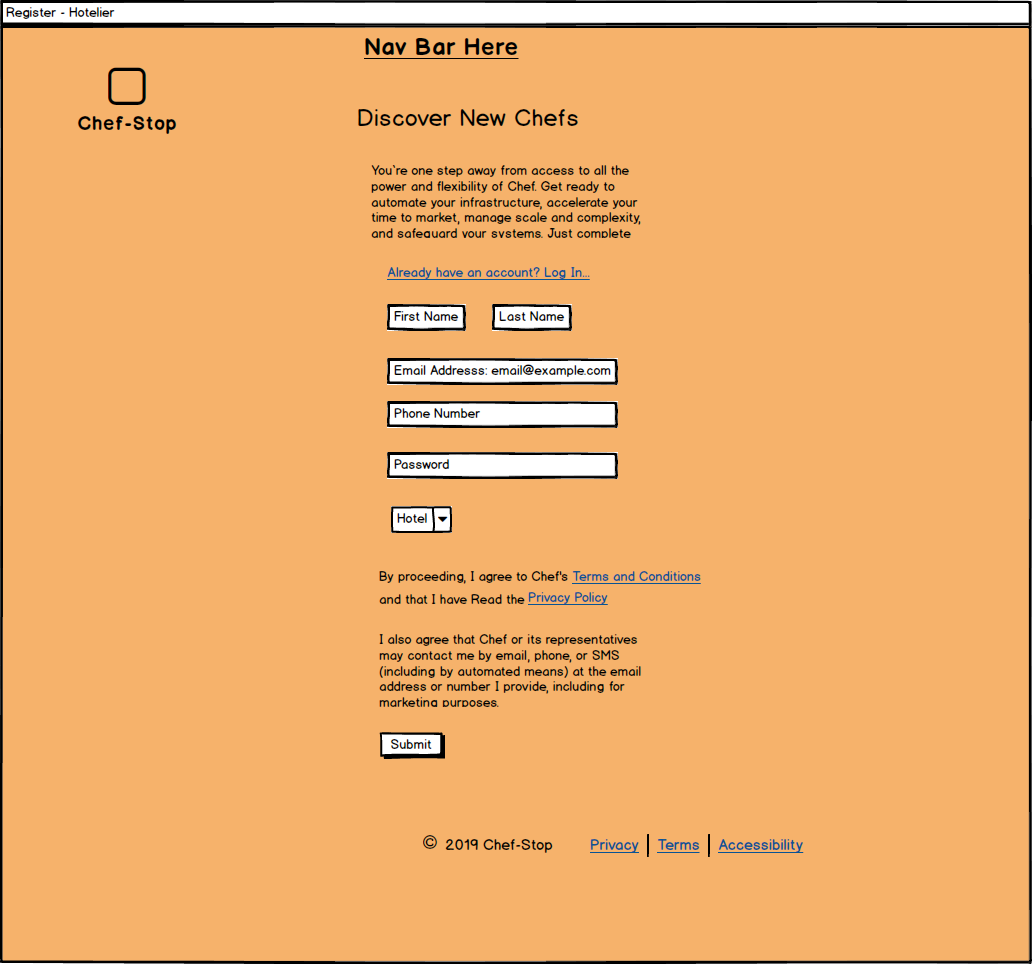 Register - Hotelier
Nav Bar Here
Chef-Stop
Discover New Chefs
You`re one step away from access to all the
power and flexibility of Chef. Get ready to
automate your infrastructure, accelerate your
time to market, manage scale and complexity,
and safeguard your systems. Just complete
Already have an account? Log In...
First Name Last Name
Email Addresss: email@example.com
Phone Number
Password
Hotel
By proceeding, I agree to Chef's Terms and Conditions
and that I have Read the Privacy Policy
I also agree that Chef or its representatives
may contact me by email, phone, or SMS
(including by automated means) at the email
address or number I provide, including for
marketing purposes.
Submit
© 2019 Chef-Stop Privacy Terms Accessibility